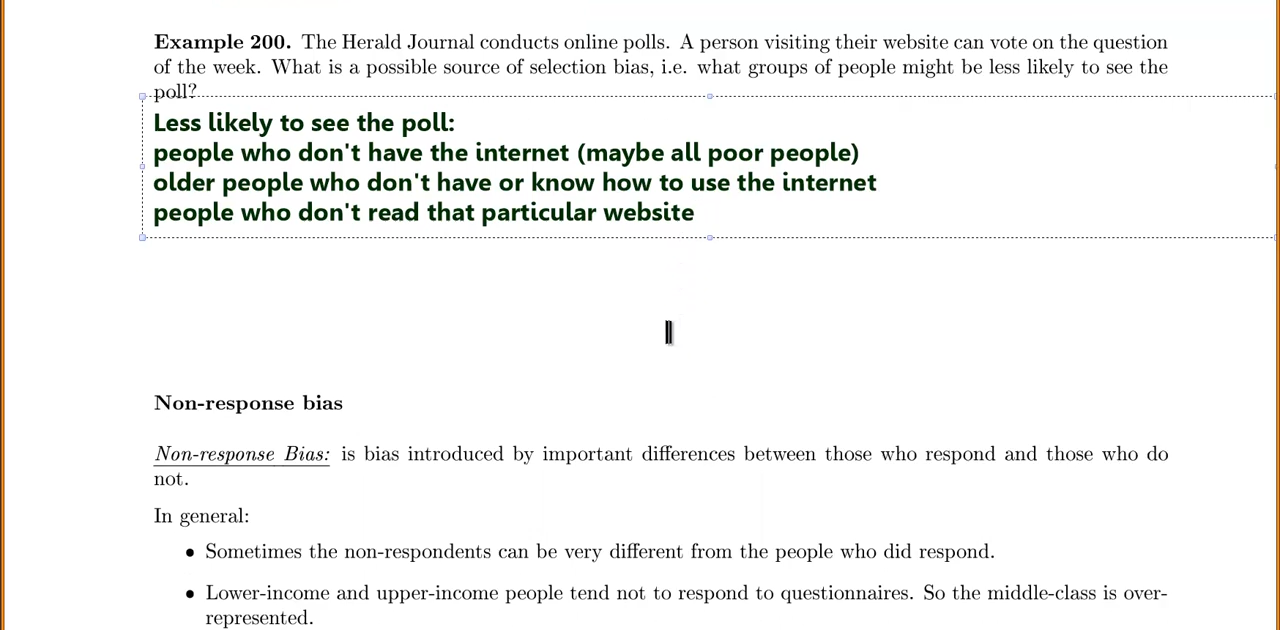 Example 200. The Herald Journal conducts online polls. A person visiting their website can vote on the question
of the week. What is a possible source of selection bias, i.e. what groups of people might be less likely to see the
poll?
Less likely to see the poll:
people who don't have the internet (maybe all poor people)
older people who don't have or know how to use the internet
people who don't read that particular website
Non-response bias
Non-response Bias: is bias introduced by important differences between those who respond and those who do
not.
In general:
• Sometimes the non-respondents can be very different from the people who did respond.
• Lower-income and upper-income people tend not to respond to questionnaires. So the middle-class is over-
represented.